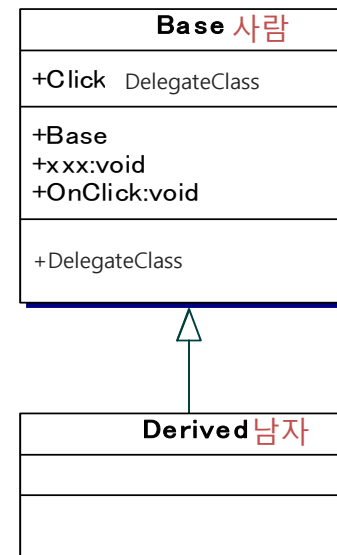 Base 사람
+Click DelegateClass
+Base
+xxx:void
+OnClick:void
+DelegateClass
Derived남자